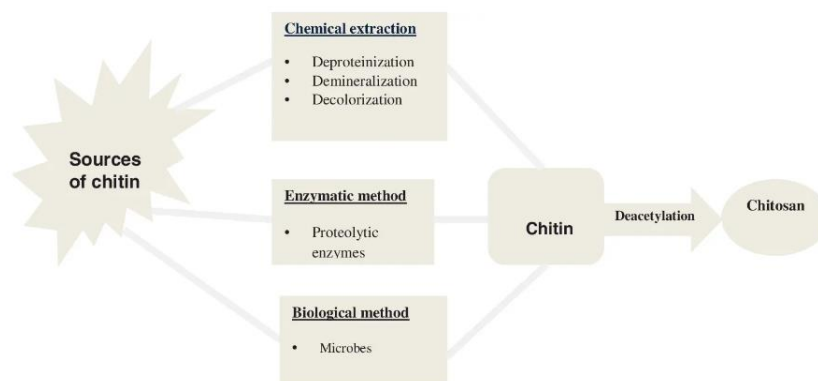 Sources
of chitin
Chemical extraction
• Deproteinization
• Demineralization
• Decolorization
Enzymatic method
• Proteolytic
enzymes
Biological method
• Microbes
Chitin
Deacetylation
Chitosan